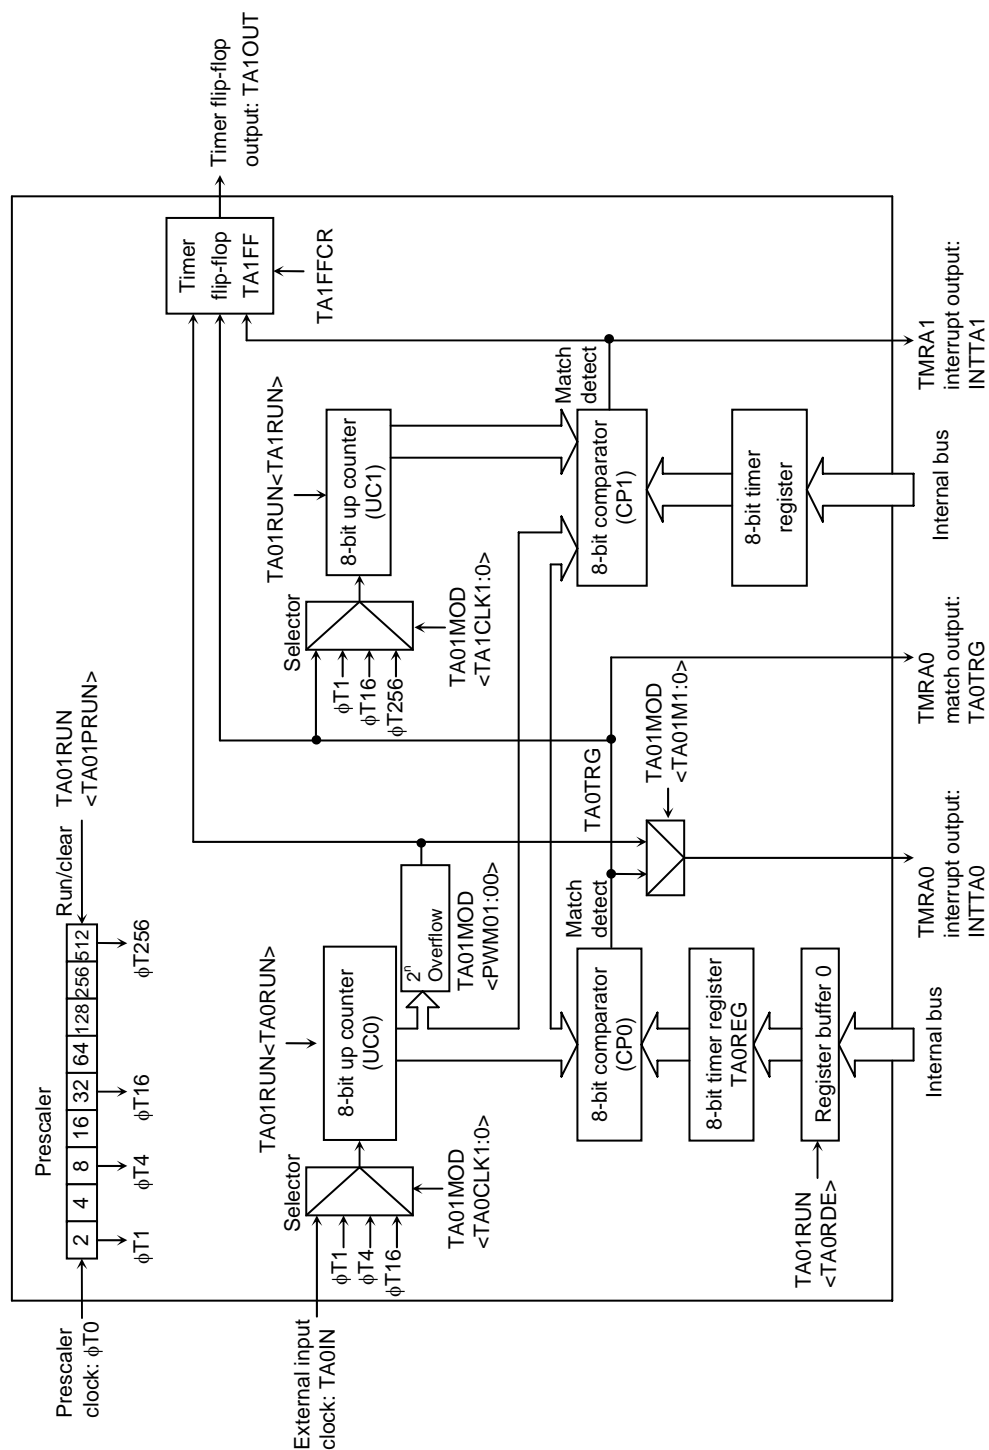 Prescaler
clock: φT0
Prescaler
2 4 8 16 32 64 128 256 512
Run/clear
TA01RUN
<TA01PRUN>
φT1
φT4
φT16
φT256
External input
clock: TA0IN
Selector
φT1
φT4
φT16
TA01MOD
<TA0CLK1:0>
TA01RUN<TA0RUN>
8-bit up counter
(UC0)
2n
Overflow
TA01MOD
<PWM01:00>
Selector
φT1
φT16
φT256
TA01MOD
<TA1CLK1:0>
TA01RUN<TA1RUN>
8-bit up counter
(UC1)
Timer
flip-flop
TA1FF
TA1FFCR
Timer flip-flop
output: TA1OUT
8-bit comparator
(CP0)
Match
detect
TA0TRG
8-bit comparator
(CP1)
Match
detect
8-bit timer register
TA0REG
TA01MOD
<TA01M1:0>
8-bit timer
register
TA01RUN
<TA0RDE>
Register buffer 0
Internal bus
TMRA0
interrupt output:
INTTA0
TMRA0
match output:
TA0TRG
Internal bus
TMRA1
interrupt output:
INTTA1